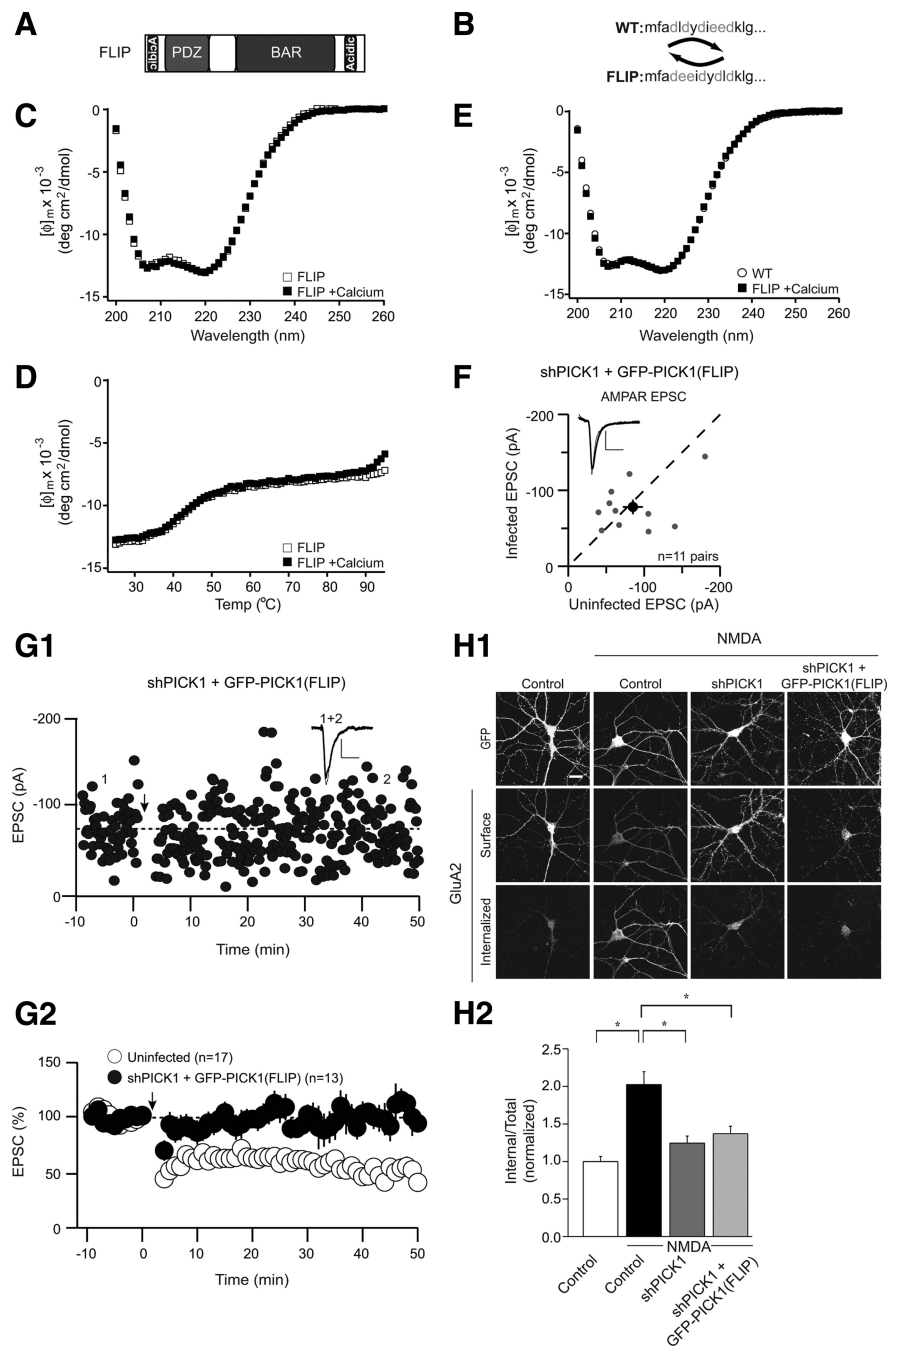 A
FLIP
Acidic
PDZ
BAR
Acidic
B
WT:mfadldydieedklg...
FLIP:mfadeeidydldklg...
C
[ϕ]m x 10-3
(deg cm2/dmol)
0
-5
-10
-15
FLIP
FLIP +Calcium
200 210 220 230 240 250 260
Wavelength (nm)
E
[ϕ]m x 10-3
(deg cm2/dmol)
0
-5
-10
-15
WT
FLIP +Calcium
200 210 220 230 240 250 260
Wavelength (nm)
D
[ϕ]m x 10-3
(deg cm2/dmol)
0
-5
-10
-15
FLIP
FLIP +Calcium
30 40 50 60 70 80 90
Temp (°C)
F
shPICK1 + GFP-PICK1(FLIP)
AMPAR EPSC
Infected EPSC (pA)
-200
-100
0
n=11 pairs
0 -100 -200
Uninfected EPSC (pA)
G1
shPICK1 + GFP-PICK1(FLIP)
EPSC (pA)
-200
-100
0
1
1+2
2
-10 0 10 20 30 40 50
Time (min)
H1
NMDA
Control
Control
shPICK1
shPICK1 +
GFP-PICK1(FLIP)
GFP
GluA2
Surface
Internalized
G2
EPSC (%)
150
100
50
0
Uninfected (n=17)
shPICK1 + GFP-PICK1(FLIP) (n=13)
-10 0 10 20 30 40 50
Time (min)
H2
Internal/Total
(normalized)
2.5
2.0
1.5
1.0
0.5
0.0
*
*
*
NMDA
Control
Control
shPICK1
shPICK1 +
GFP-PICK1(FLIP)